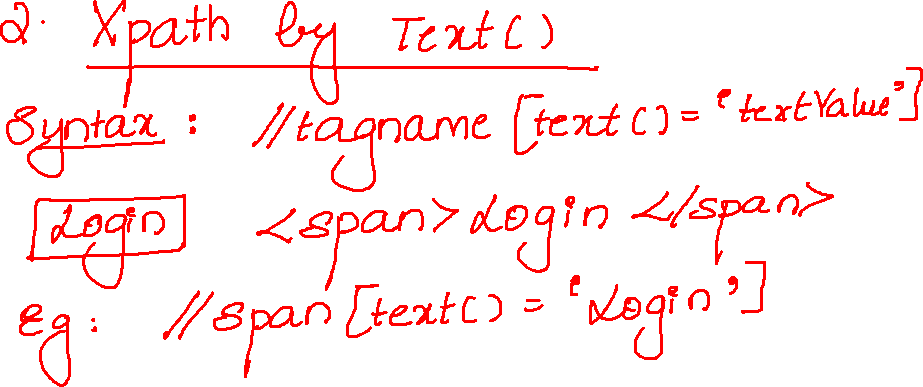 2. Xpath by Text()
Syntax : //tagname [text() = 'textValue']
Login <span> Login </span>
Eg: //span [text() = 'Login']